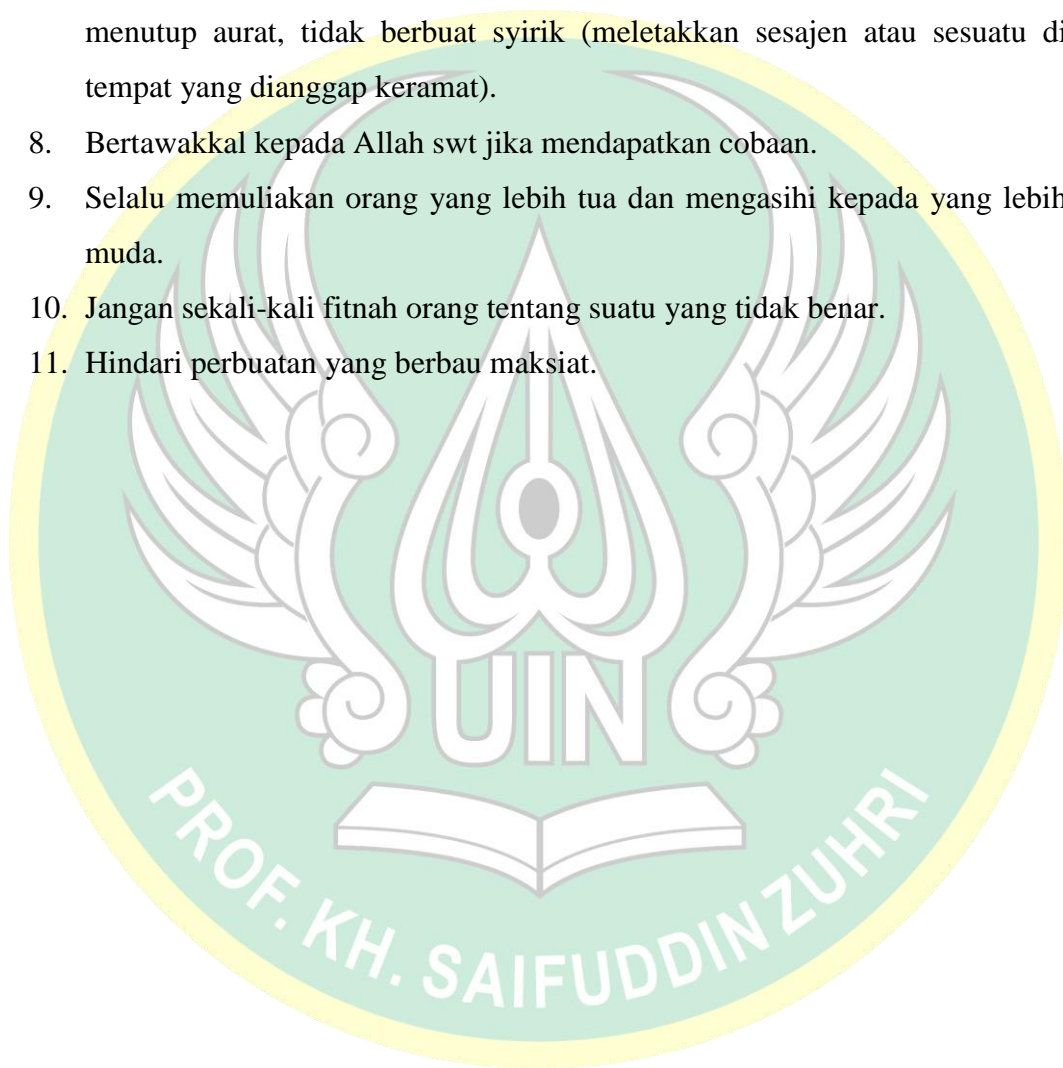 menutup aurat, tidak berbuat syirik (meletakkan sesajen atau sesuatu di
tempat yang dianggap keramat).
8. Bertawakkal kepada Allah swt jika mendapatkan cobaan.
9. Selalu memuliakan orang yang lebih tua dan mengasihi kepada yang lebih
muda.
10. Jangan sekali-kali fitnah orang tentang suatu yang tidak benar.
11. Hindari perbuatan yang berbau maksiat.
UIN
PROF. KH. SAIFUDDIN ZUHRI